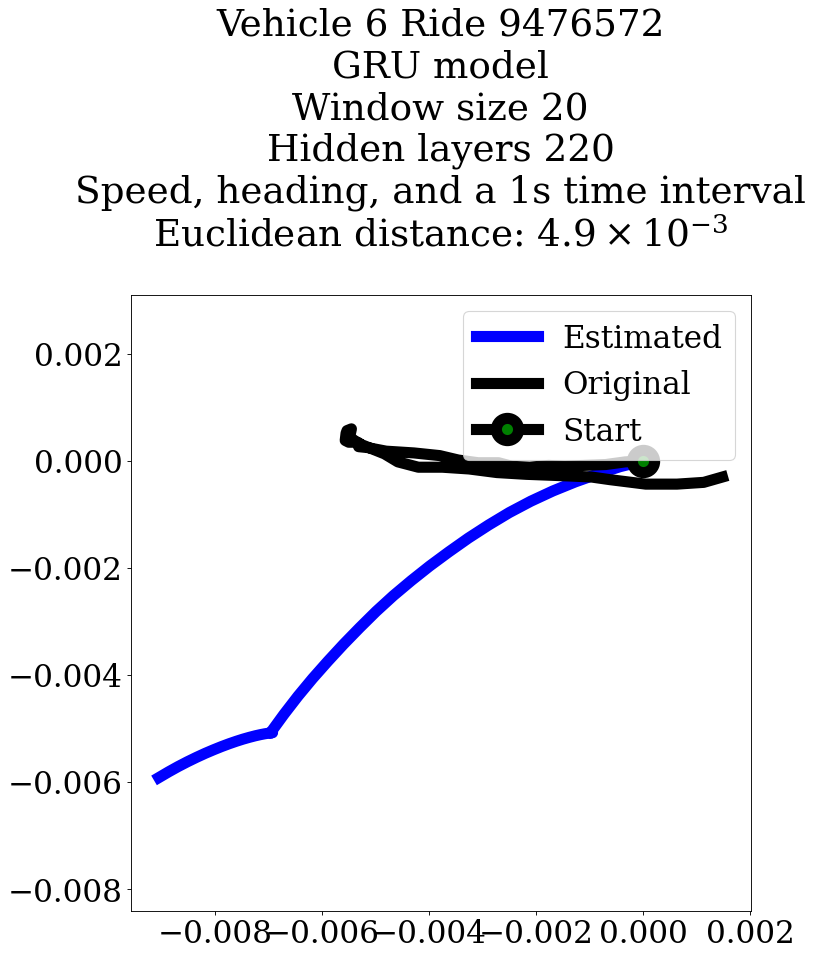 Vehicle 6 Ride 9476572
GRU model
Window size 20
Hidden layers 220
Speed, heading, and a 1s time interval
Euclidean distance: 4.9 × 10⁻³
Estimated
Original
Start
0.002
0.000
−0.002
−0.004
−0.006
−0.008
−0.008 −0.006 −0.004 −0.002 0.000 0.002